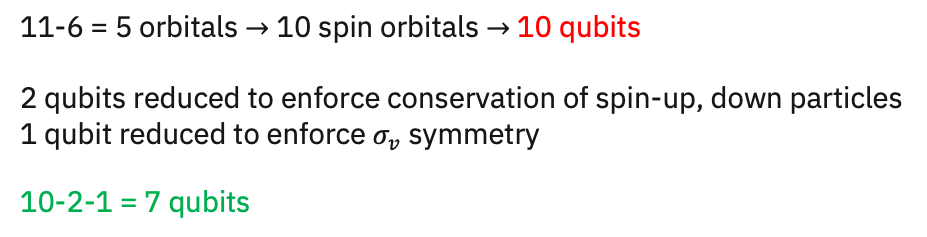 11-6 = 5 orbitals → 10 spin orbitals → 10 qubits
2 qubits reduced to enforce conservation of spin-up, down particles
1 qubit reduced to enforce σᵥ symmetry
10-2-1 = 7 qubits